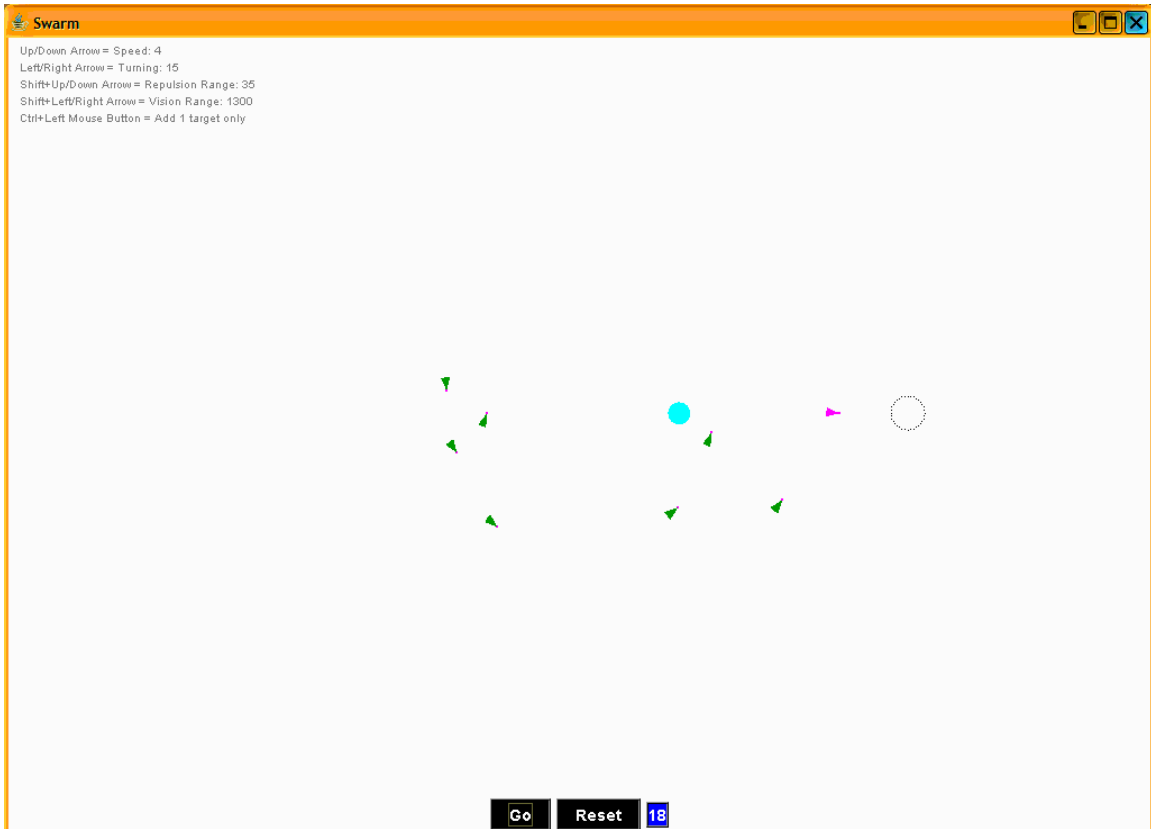 Swarm
Up/Down Arrow = Speed: 4
Left/Right Arrow = Turning: 15
Shift+Up/Down Arrow = Repulsion Range: 35
Shift+Left/Right Arrow = Vision Range: 1300
Ctrl+Left Mouse Button = Add 1 target only
Go Reset 18